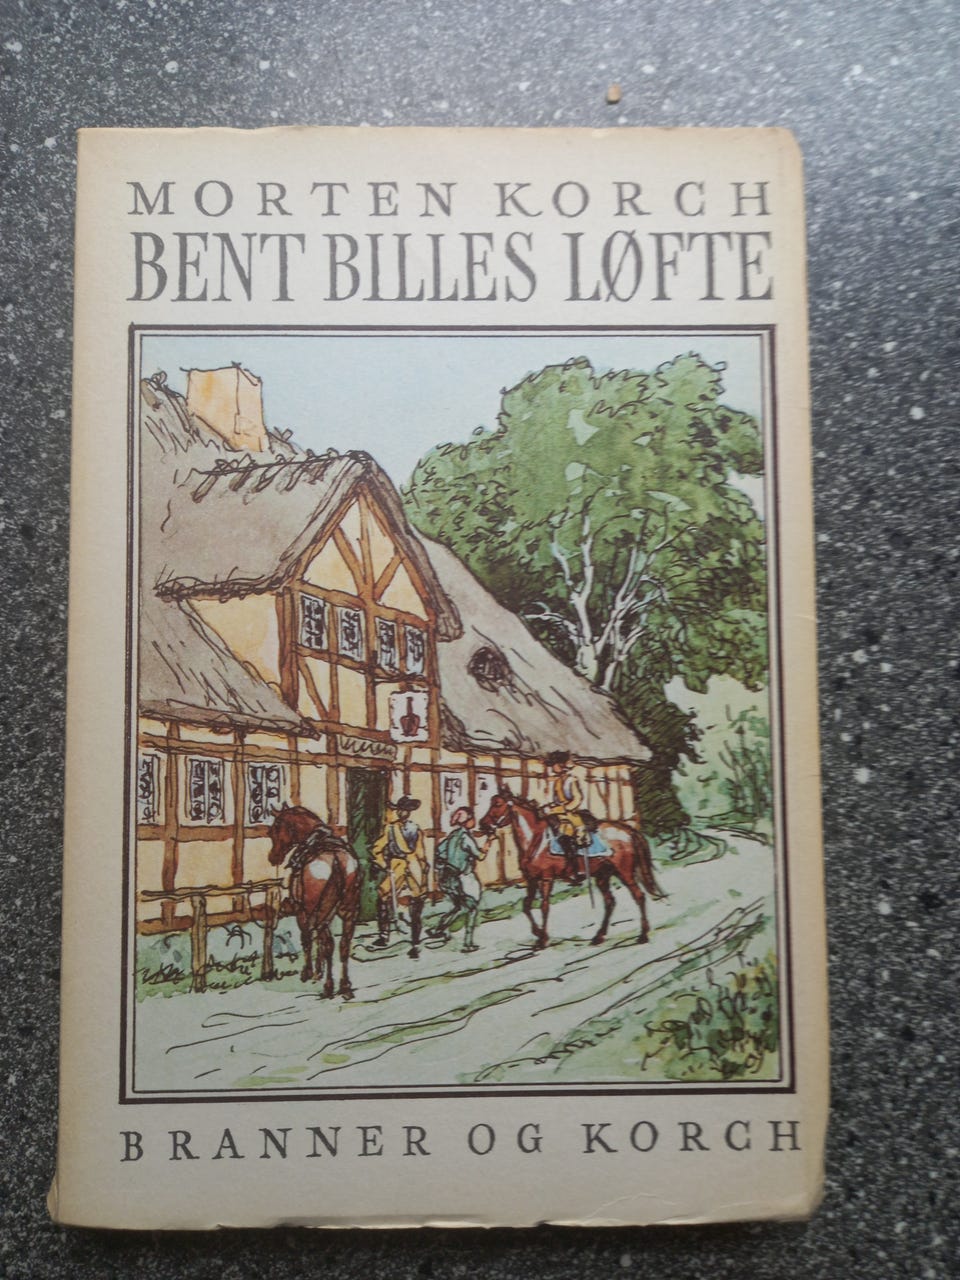 MORTEN KORCH
BENT BILLES LØFTE
BRANNER OG KORCH